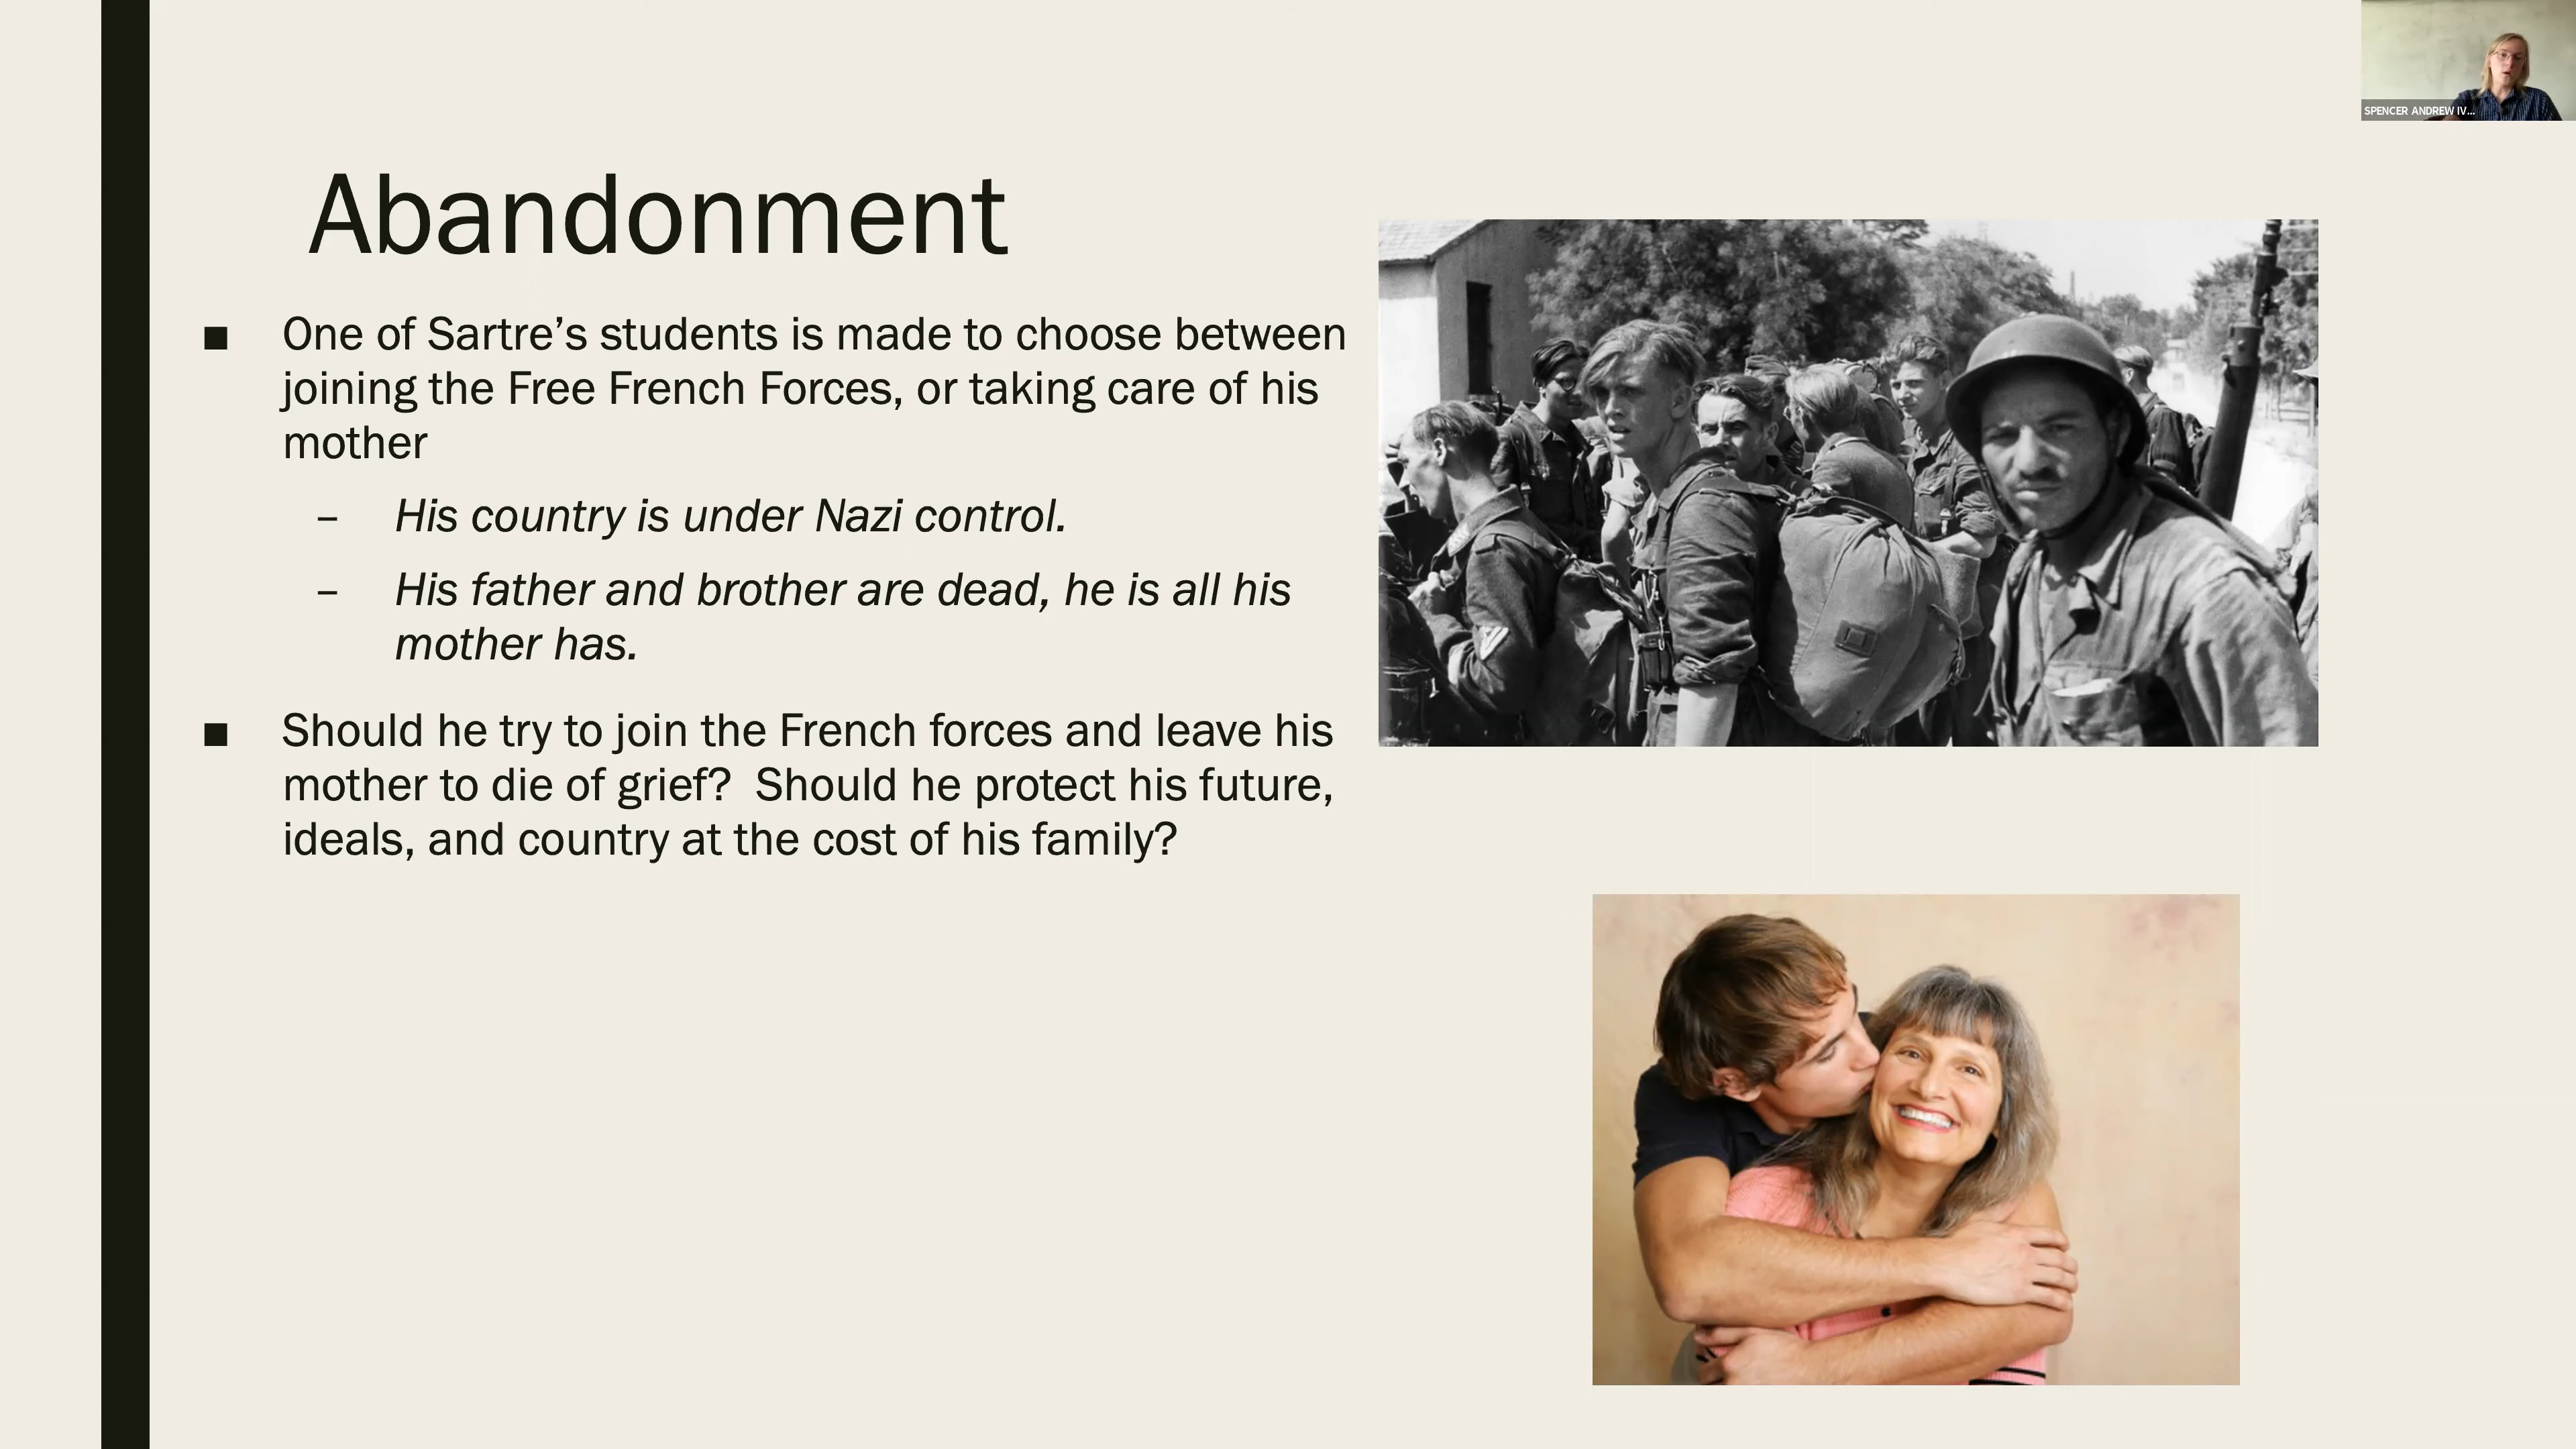 SPENCER ANDREW IV...
Abandonment
■ One of Sartre’s students is made to choose between
joining the Free French Forces, or taking care of his
mother
– His country is under Nazi control.
– His father and brother are dead, he is all his
mother has.
■ Should he try to join the French forces and leave his
mother to die of grief?  Should he protect his future,
ideals, and country at the cost of his family?